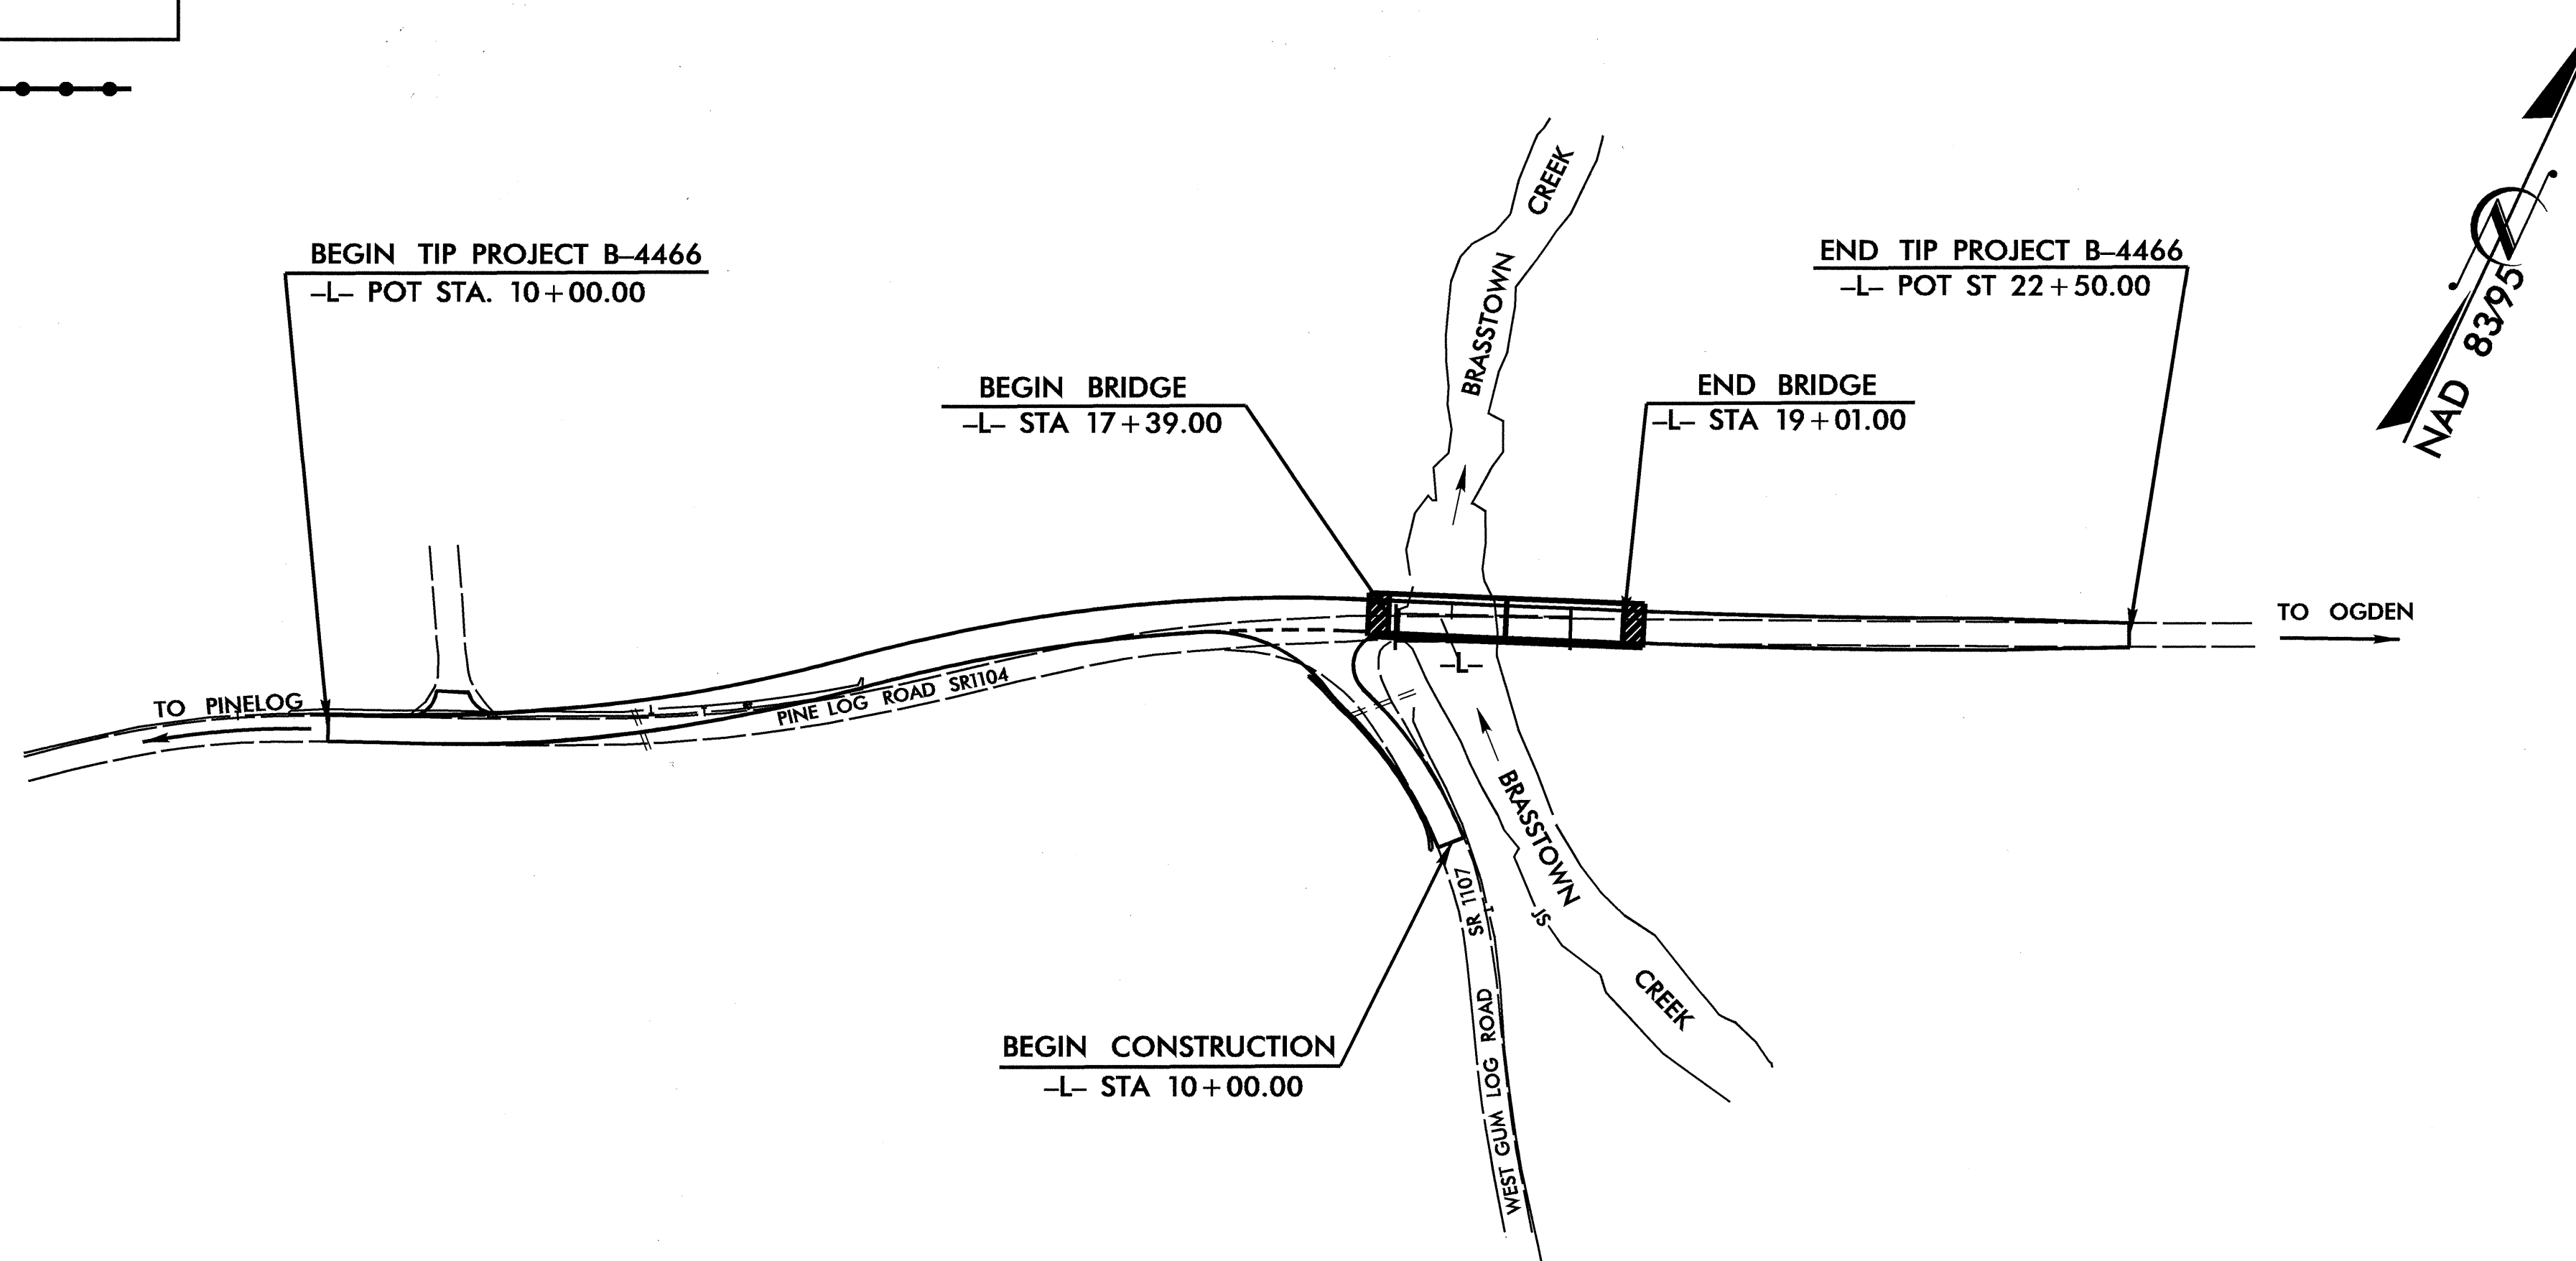 BEGIN TIP PROJECT B–4466
–L– POT STA. 10+00.00
END TIP PROJECT B–4466
–L– POT ST 22+50.00
BEGIN BRIDGE
–L– STA 17+39.00
END BRIDGE
–L– STA 19+01.00
BRASSTOWN CREEK
NAD 83/95
TO PINELOG
PINE LOG ROAD SR1104
–L–
TO OGDEN
BRASSTOWN CREEK
JS
BEGIN CONSTRUCTION
–L– STA 10+00.00
WEST GUM LOG ROAD SR 1107